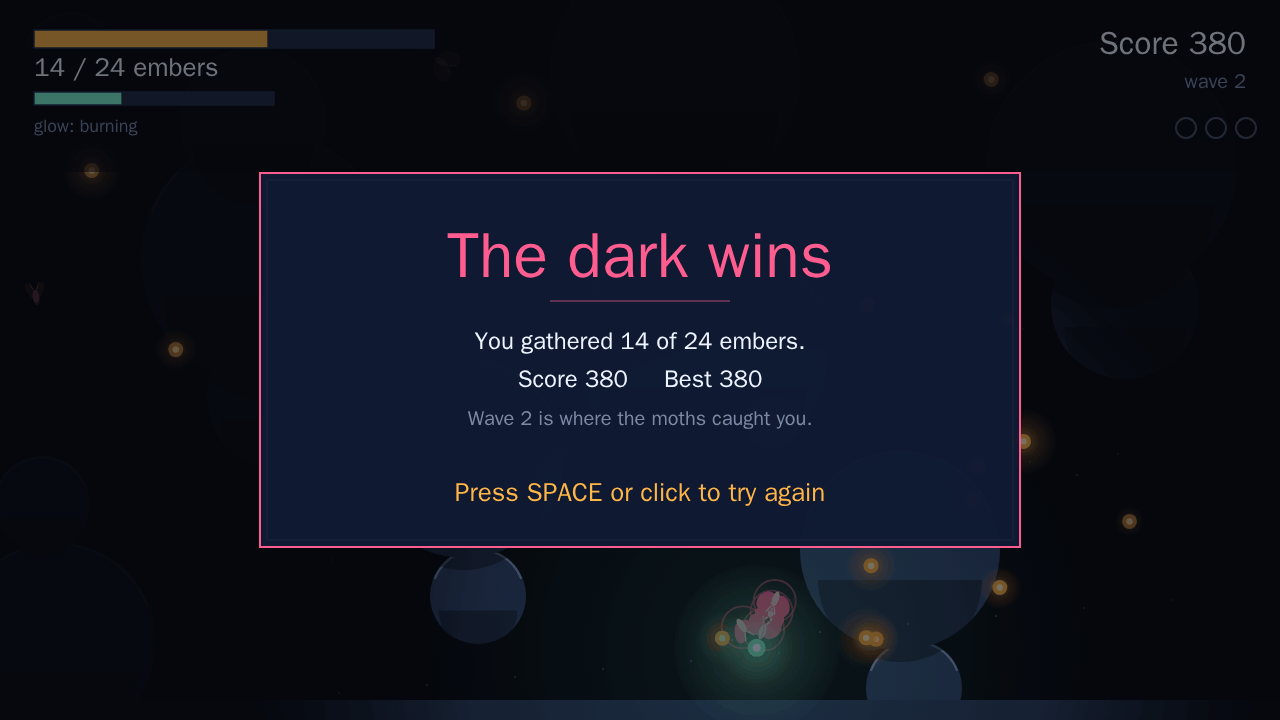 14 / 24 embers
glow: burning
Score 380
wave 2
The dark wins
You gathered 14 of 24 embers.
Score 380 Best 380
Wave 2 is where the moths caught you.
Press SPACE or click to try again